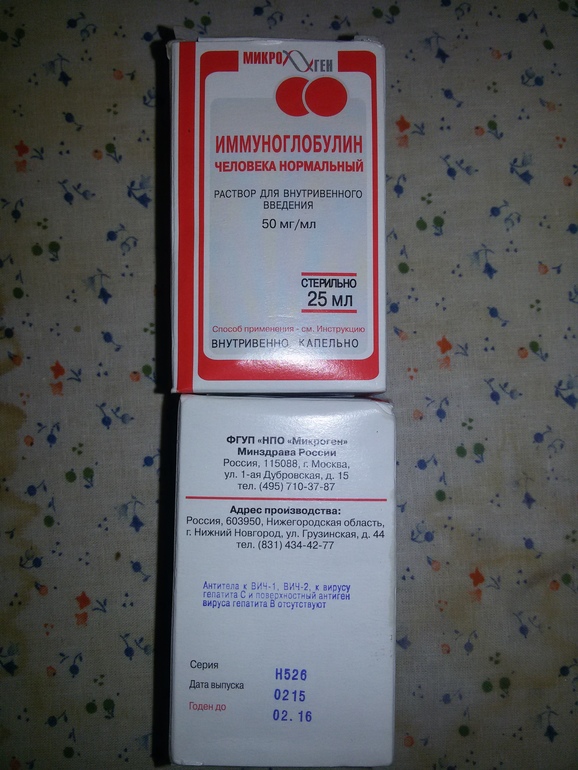 МИКРО ГЕН
ИММУНОГЛОБУЛИН
ЧЕЛОВЕКА НОРМАЛЬНЫЙ
РАСТВОР ДЛЯ ВНУТРИВЕННОГО
ВВЕДЕНИЯ
50 мг/мл
СТЕРИЛЬНО
25 мл
Способ применения - см. Инструкцию
ВНУТРИВЕННО КАПЕЛЬНО
ФГУП «НПО «Микроген»
Минздрава России
Россия, 115088, г. Москва,
ул. 1-ая Дубровская, д. 15
тел. (495) 710-37-87
Адрес производства:
Россия, 603950, Нижегородская область,
г. Нижний Новгород, ул. Грузинская, д. 44
тел. (831) 434-42-77
Антитела к ВИЧ-1, ВИЧ-2, к вирусу
гепатита С и поверхностный антиген
вируса гепатита В отсутствуют
Серия Н526
Дата выпуска 0215
Годен до 02.16